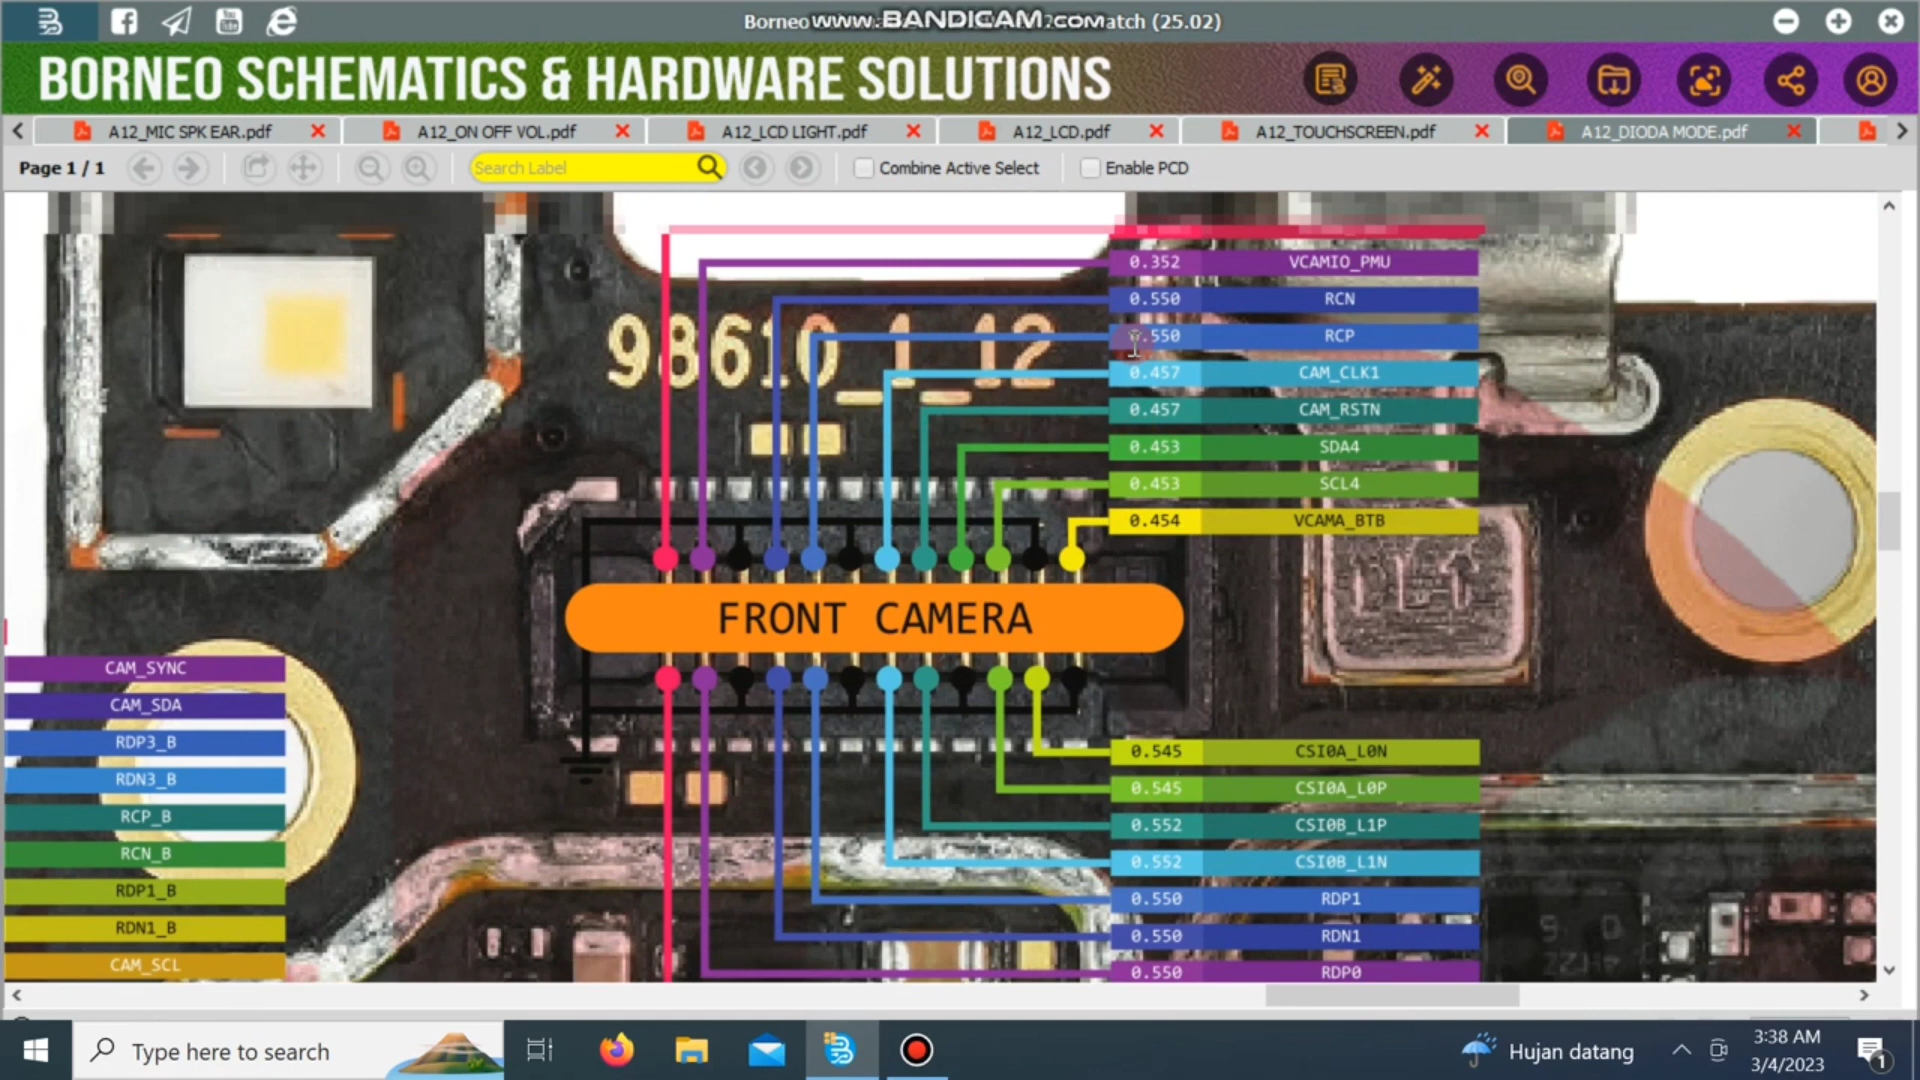 Borneo www.BANDICAM.COM match (25.02)
BORNEO SCHEMATICS & HARDWARE SOLUTIONS
A12_MIC SPK EAR.pdf
A12_ON OFF VOL.pdf
A12_LCD LIGHT.pdf
A12_LCD.pdf
A12_TOUCHSCREEN.pdf
A12_DIODA MODE.pdf
Page 1 / 1
Search Label
Combine Active Select
Enable PCD
98610_1_12
0.352 VCAMIO_PMU
0.550 RCN
0.550 RCP
0.457 CAM_CLK1
0.457 CAM_RSTN
0.453 SDA4
0.453 SCL4
0.454 VCAMA_BTB
FRONT CAMERA
CAM_SYNC
CAM_SDA
RDP3_B
RDN3_B
RCP_B
RCN_B
RDP1_B
RDN1_B
CAM_SCL
0.545 CSI0A_L0N
0.545 CSI0A_L0P
0.552 CSI0B_L1P
0.552 CSI0B_L1N
0.550 RDP1
0.550 RDN1
0.550 RDP0
Type here to search
Hujan datang
3:38 AM
3/4/2023
1